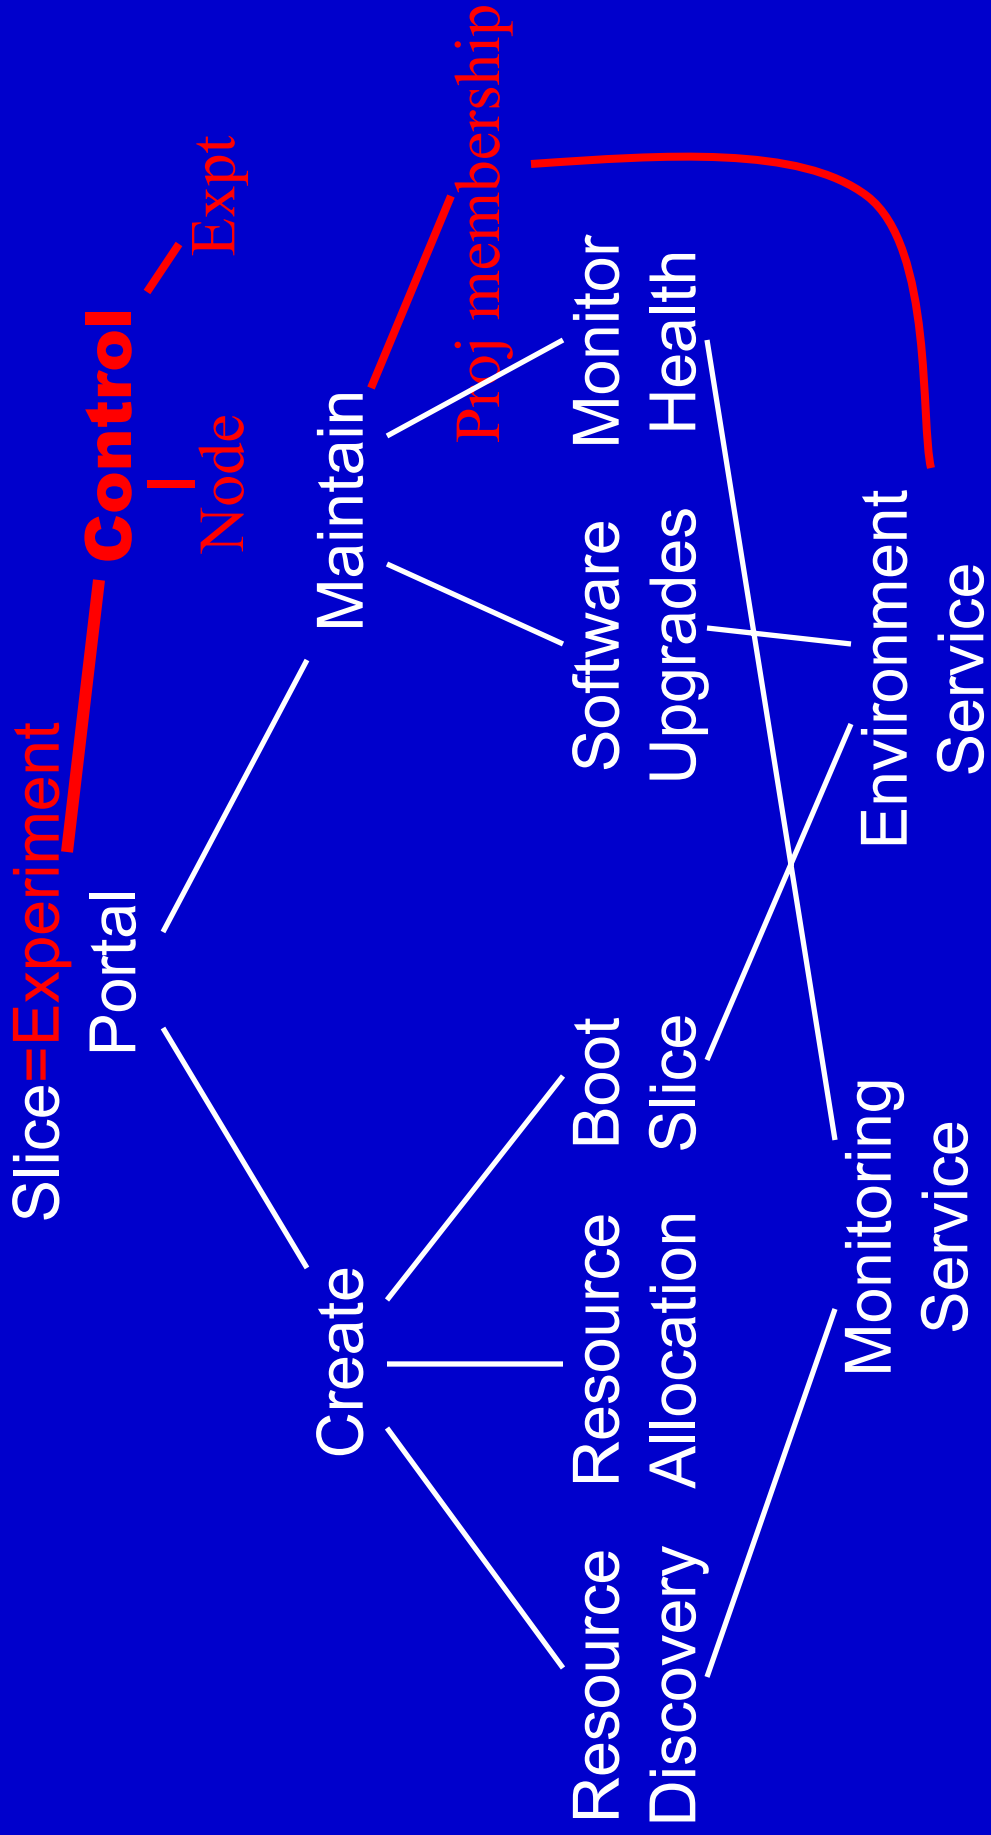 Slice=Experiment
Portal
Control
Node
Expt
Create
Maintain
Proj membership
Resource
Discovery
Resource
Allocation
Boot
Slice
Software
Upgrades
Monitor
Health
Monitoring
Service
Environment
Service